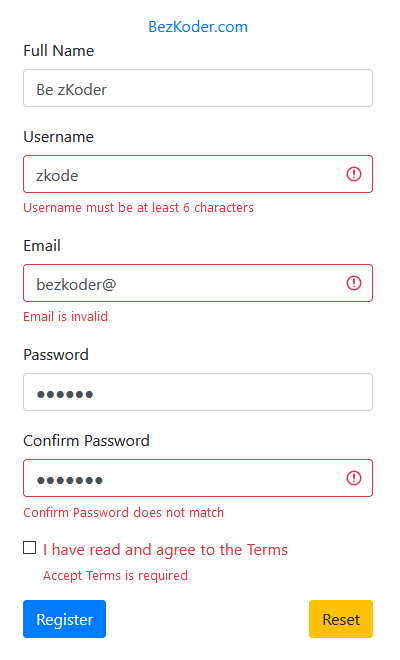 BezKoder.com
Full Name
Be zKoder
Username
zkode
Username must be at least 6 characters
Email
bezkoder@
Email is invalid
Password
●●●●●●
Confirm Password
●●●●●●●
Confirm Password does not match
I have read and agree to the Terms
Accept Terms is required
Register
Reset